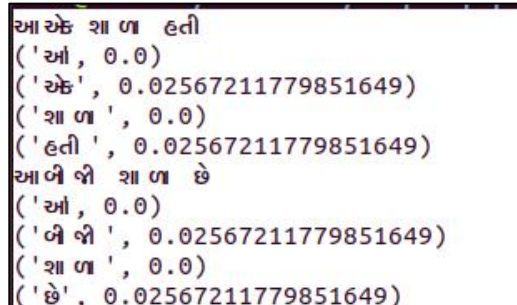 આ એક શાળા હતી
('આ', 0.0)
('એક', 0.02567211779851649)
('શાળા', 0.0)
('હતી', 0.02567211779851649)
આ બીજી શાળા છે
('આ', 0.0)
('બીજી', 0.02567211779851649)
('શાળા', 0.0)
('છે', 0.02567211779851649)